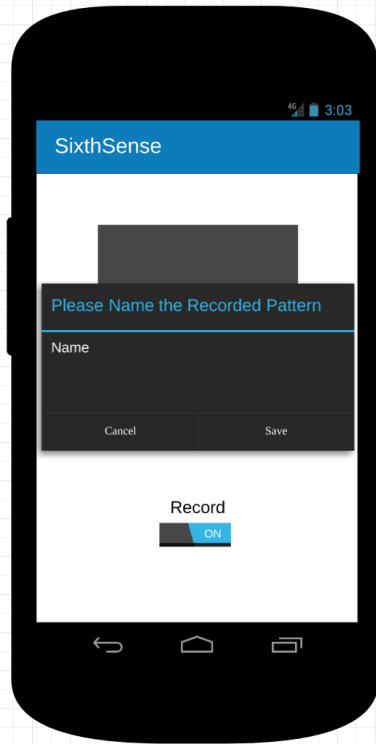 4G 3:03
SixthSense
Please Name the Recorded Pattern
Name
Cancel Save
Record
ON